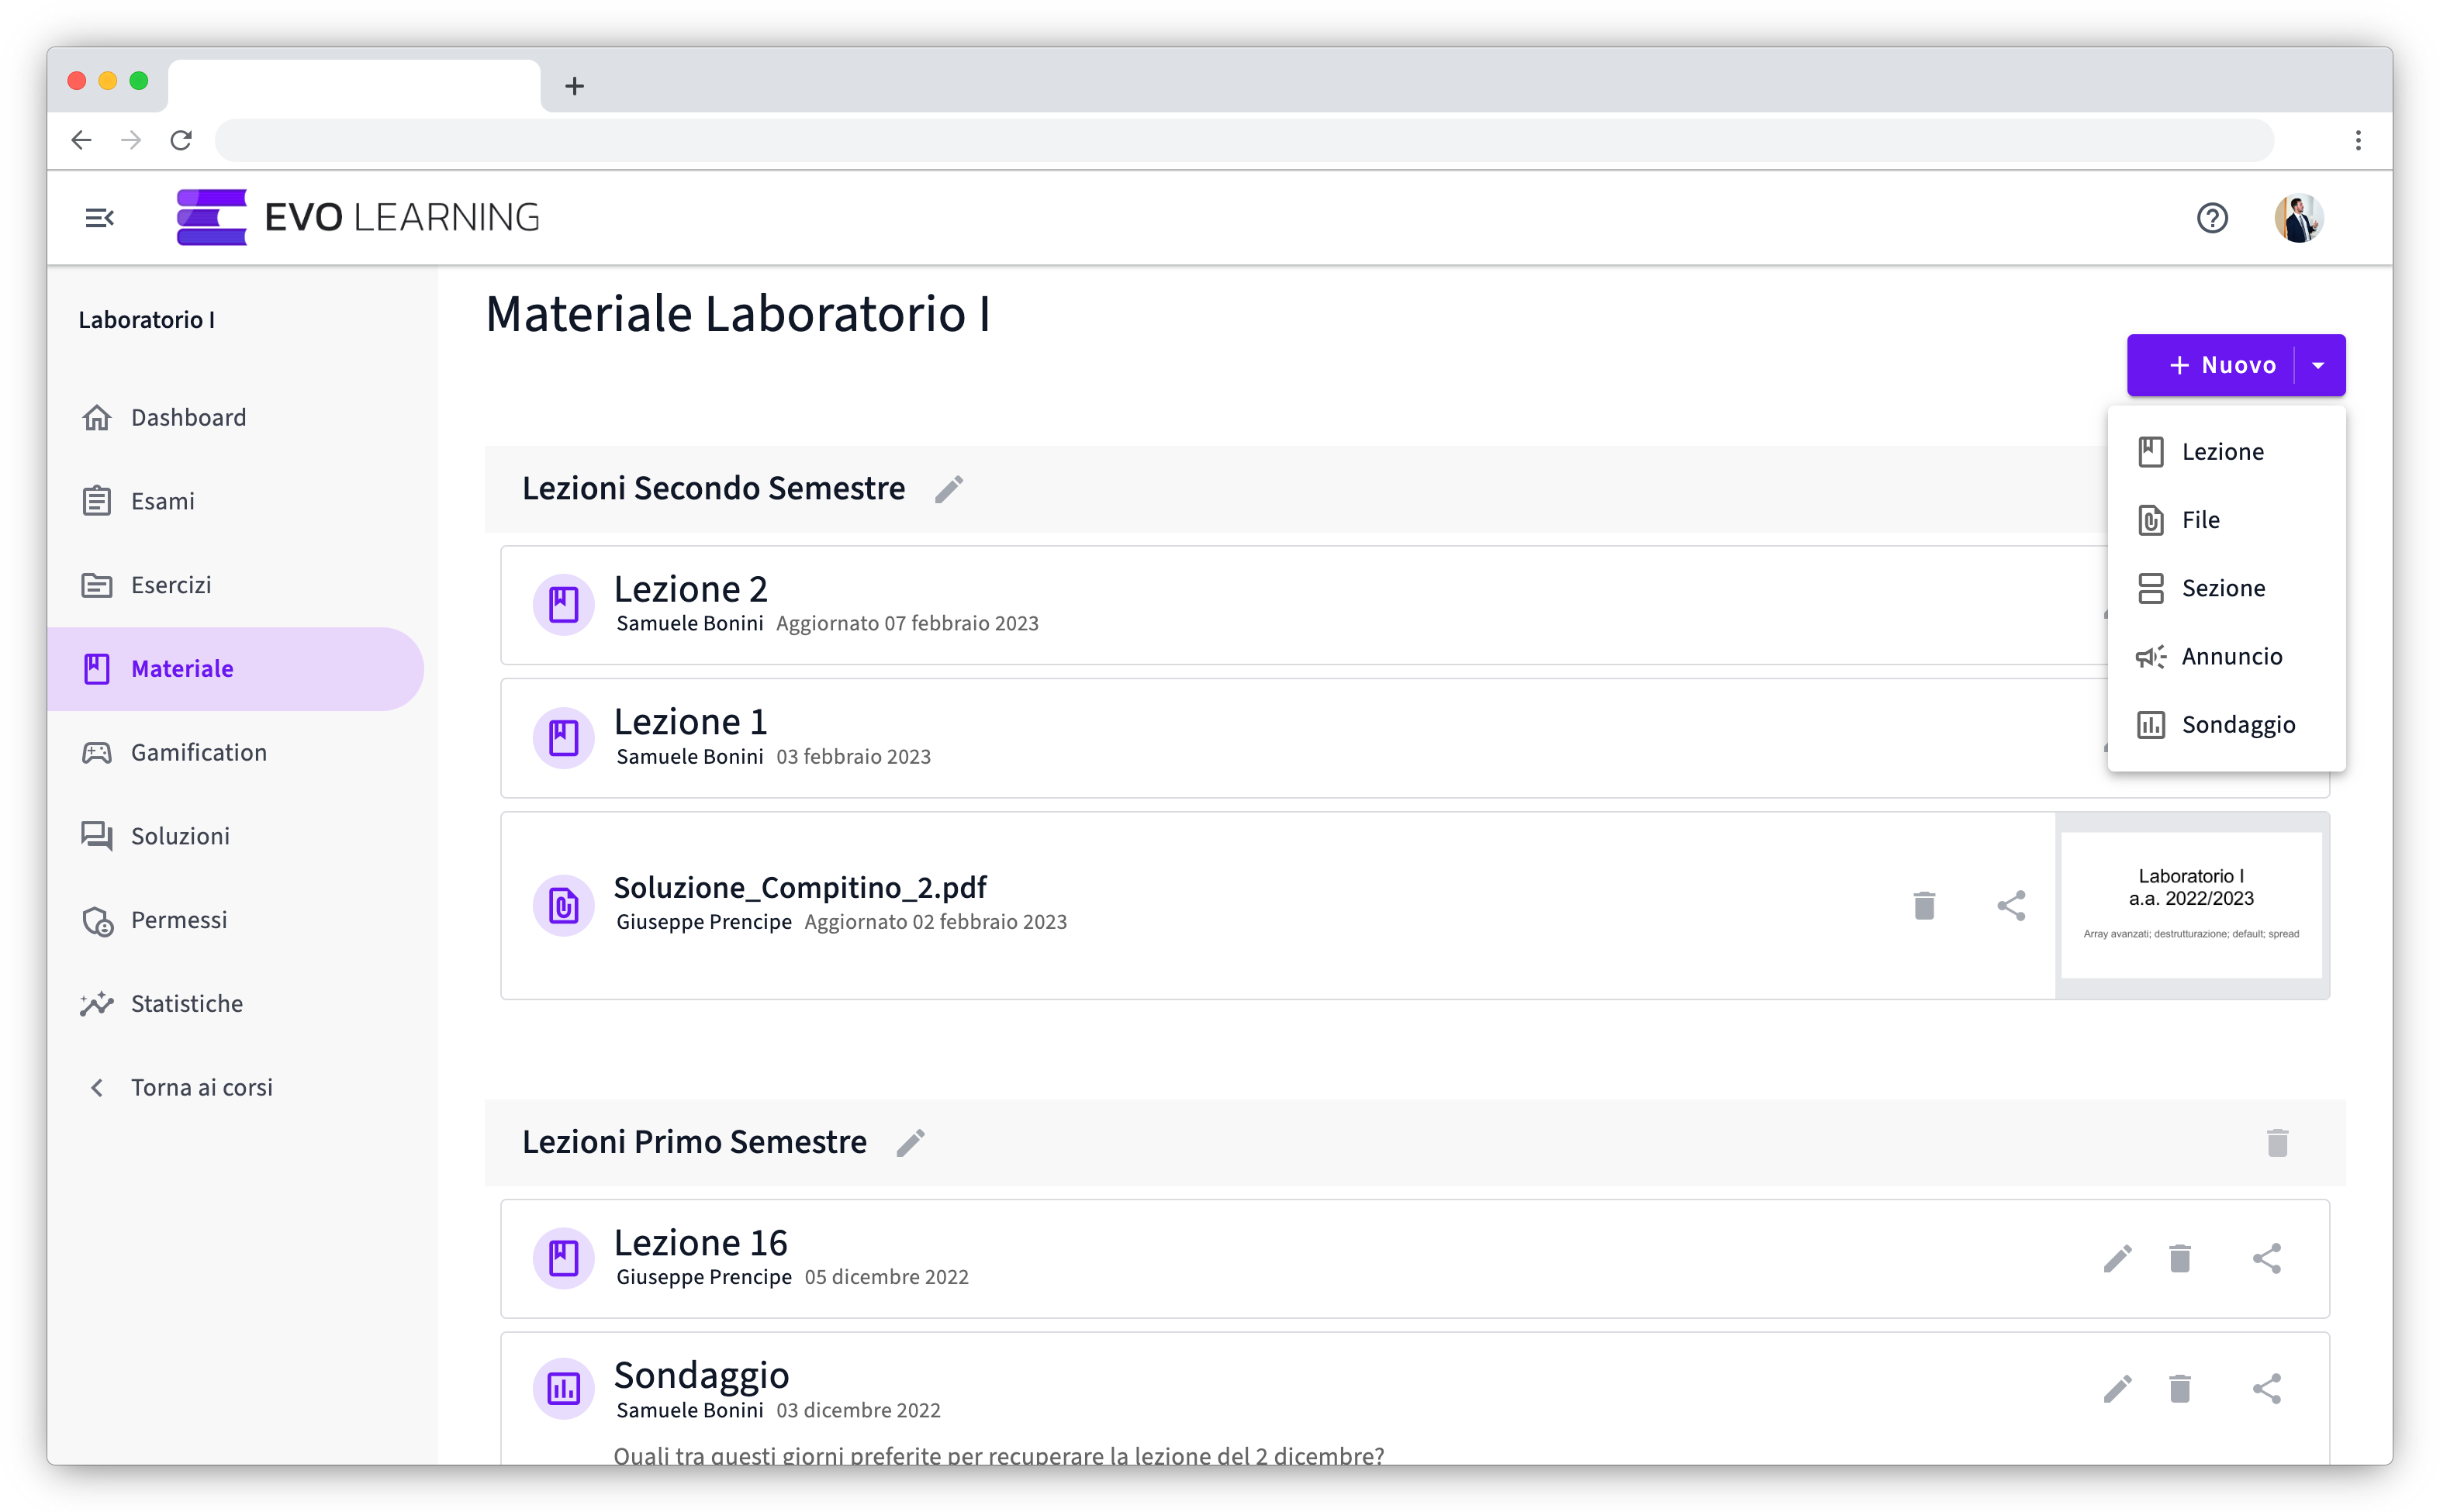 EVO LEARNING
Laboratorio I
Dashboard
Esami
Esercizi
Materiale
Gamification
Soluzioni
Permessi
Statistiche
Torna ai corsi
Materiale Laboratorio I
+ Nuovo
Lezione
File
Sezione
Annuncio
Sondaggio
Lezioni Secondo Semestre
Lezione 2
Samuele Bonini Aggiornato 07 febbraio 2023
Lezione 1
Samuele Bonini 03 febbraio 2023
Soluzione_Compitino_2.pdf
Giuseppe Prencipe Aggiornato 02 febbraio 2023
Laboratorio I
a.a. 2022/2023
Array avanzati; destrutturazione; default; spread
Lezioni Primo Semestre
Lezione 16
Giuseppe Prencipe 05 dicembre 2022
Sondaggio
Samuele Bonini 03 dicembre 2022
Quali tra questi giorni preferite per recuperare la lezione del 2 dicembre?